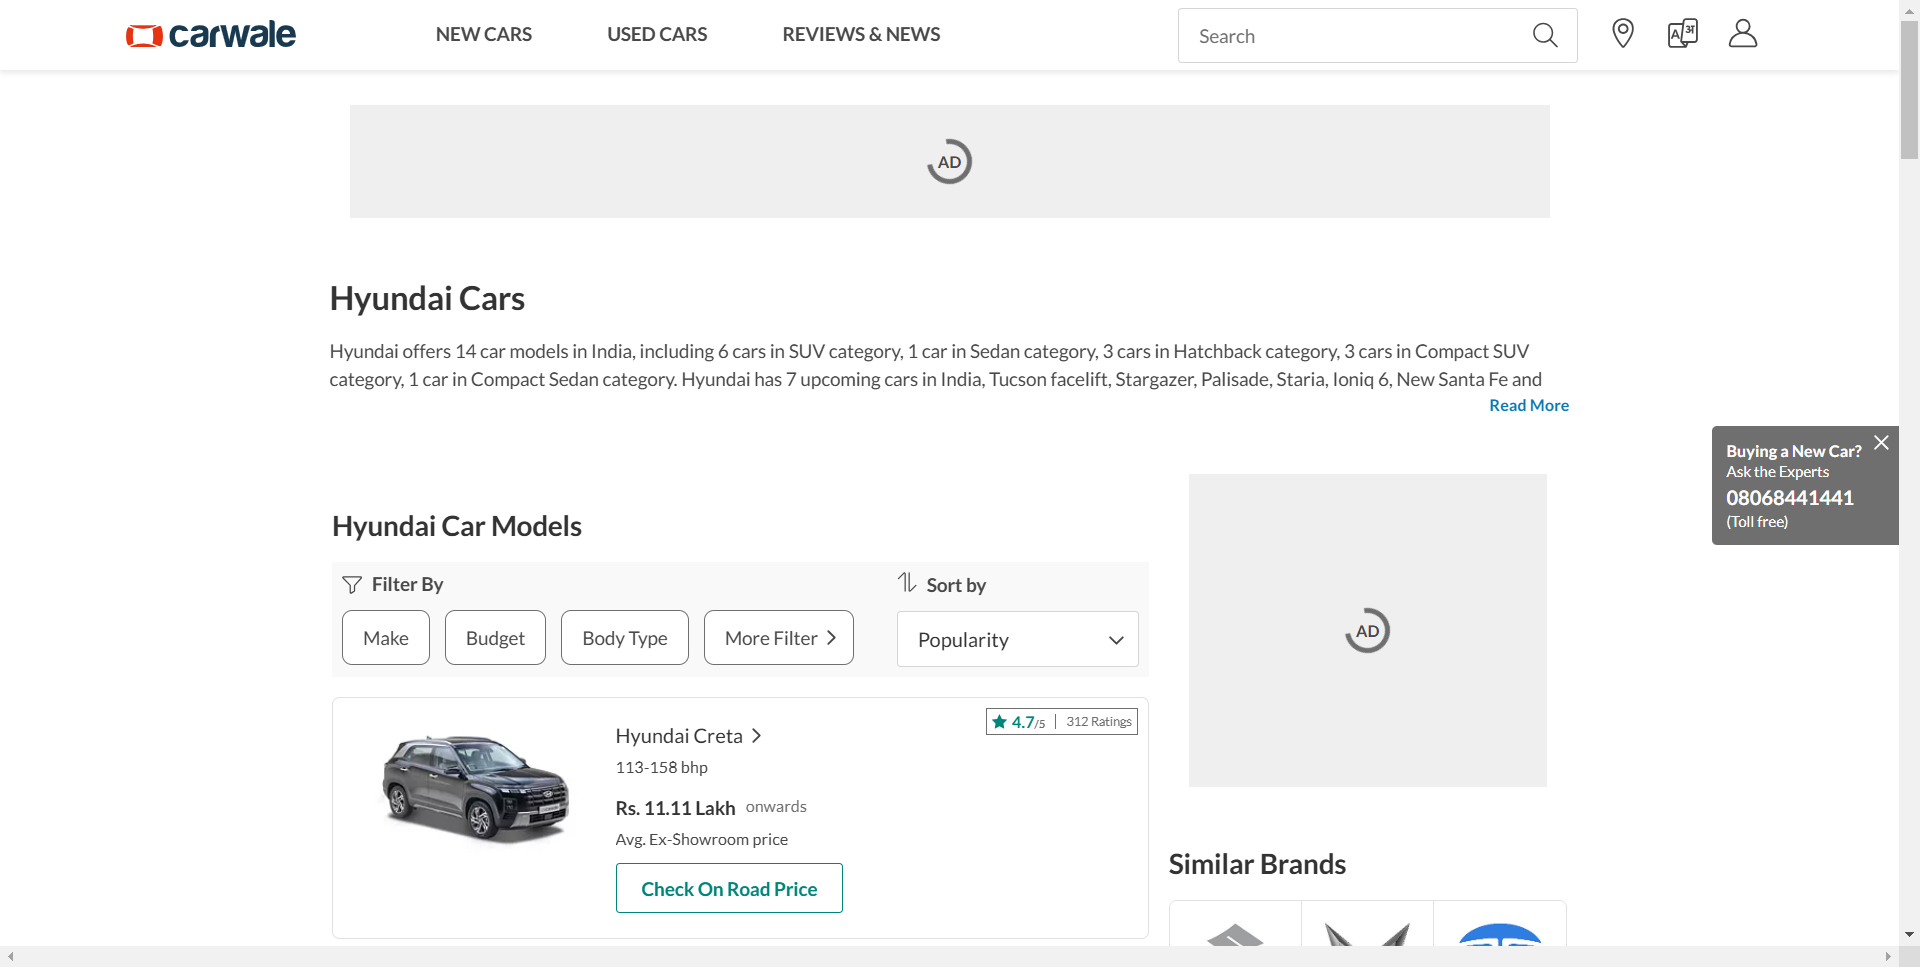 carwale
NEW CARS
USED CARS
REVIEWS & NEWS
Search
A अ
AD
Hyundai Cars
Hyundai offers 14 car models in India, including 6 cars in SUV category, 1 car in Sedan category, 3 cars in Hatchback category, 3 cars in Compact SUV
category, 1 car in Compact Sedan category. Hyundai has 7 upcoming cars in India, Tucson facelift, Stargazer, Palisade, Staria, Ioniq 6, New Santa Fe and
Read More
Buying a New Car?
Ask the Experts
08068441441
(Toll free)
Hyundai Car Models
Filter By
Sort by
Make
Budget
Body Type
More Filter
Popularity
AD
4.7/5 | 312 Ratings
Hyundai Creta
113-158 bhp
Rs. 11.11 Lakh onwards
Avg. Ex-Showroom price
Check On Road Price
Similar Brands